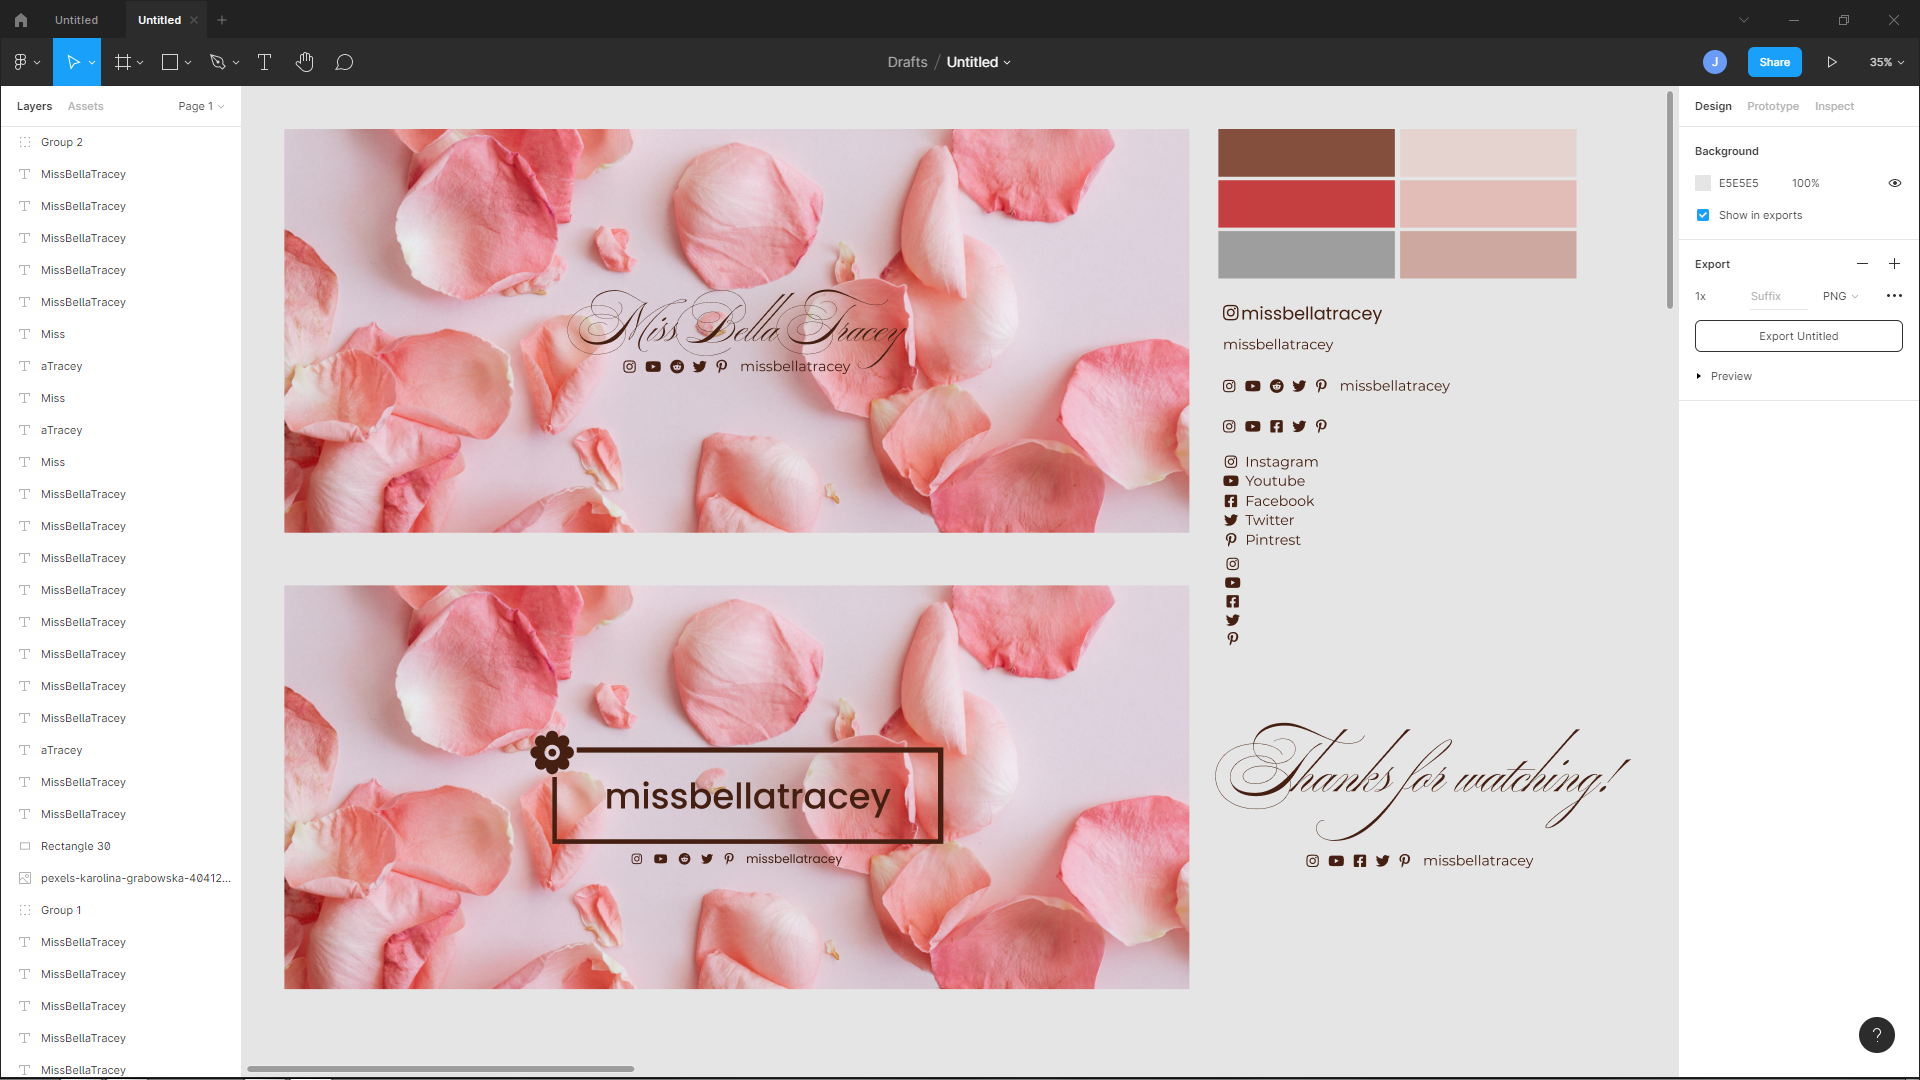 Untitled
Untitled
Drafts / Untitled
J
Share
35%
Layers
Assets
Page 1
Group 2
MissBellaTracey
MissBellaTracey
MissBellaTracey
MissBellaTracey
MissBellaTracey
Miss
aTracey
Miss
aTracey
Miss
MissBellaTracey
MissBellaTracey
MissBellaTracey
MissBellaTracey
MissBellaTracey
MissBellaTracey
MissBellaTracey
MissBellaTracey
aTracey
MissBellaTracey
MissBellaTracey
Rectangle 30
pexels-karolina-grabowska-40412...
Group 1
MissBellaTracey
MissBellaTracey
MissBellaTracey
MissBellaTracey
MissBellaTracey
Miss Bella Tracey
missbellatracey
missbellatracey
missbellatracey
missbellatracey
missbellatracey
missbellatracey
Instagram
Youtube
Facebook
Twitter
Pintrest
Thanks for watching!
missbellatracey
Design
Prototype
Inspect
Background
E5E5E5
100%
Show in exports
Export
1x
Suffix
PNG
Export Untitled
Preview
?